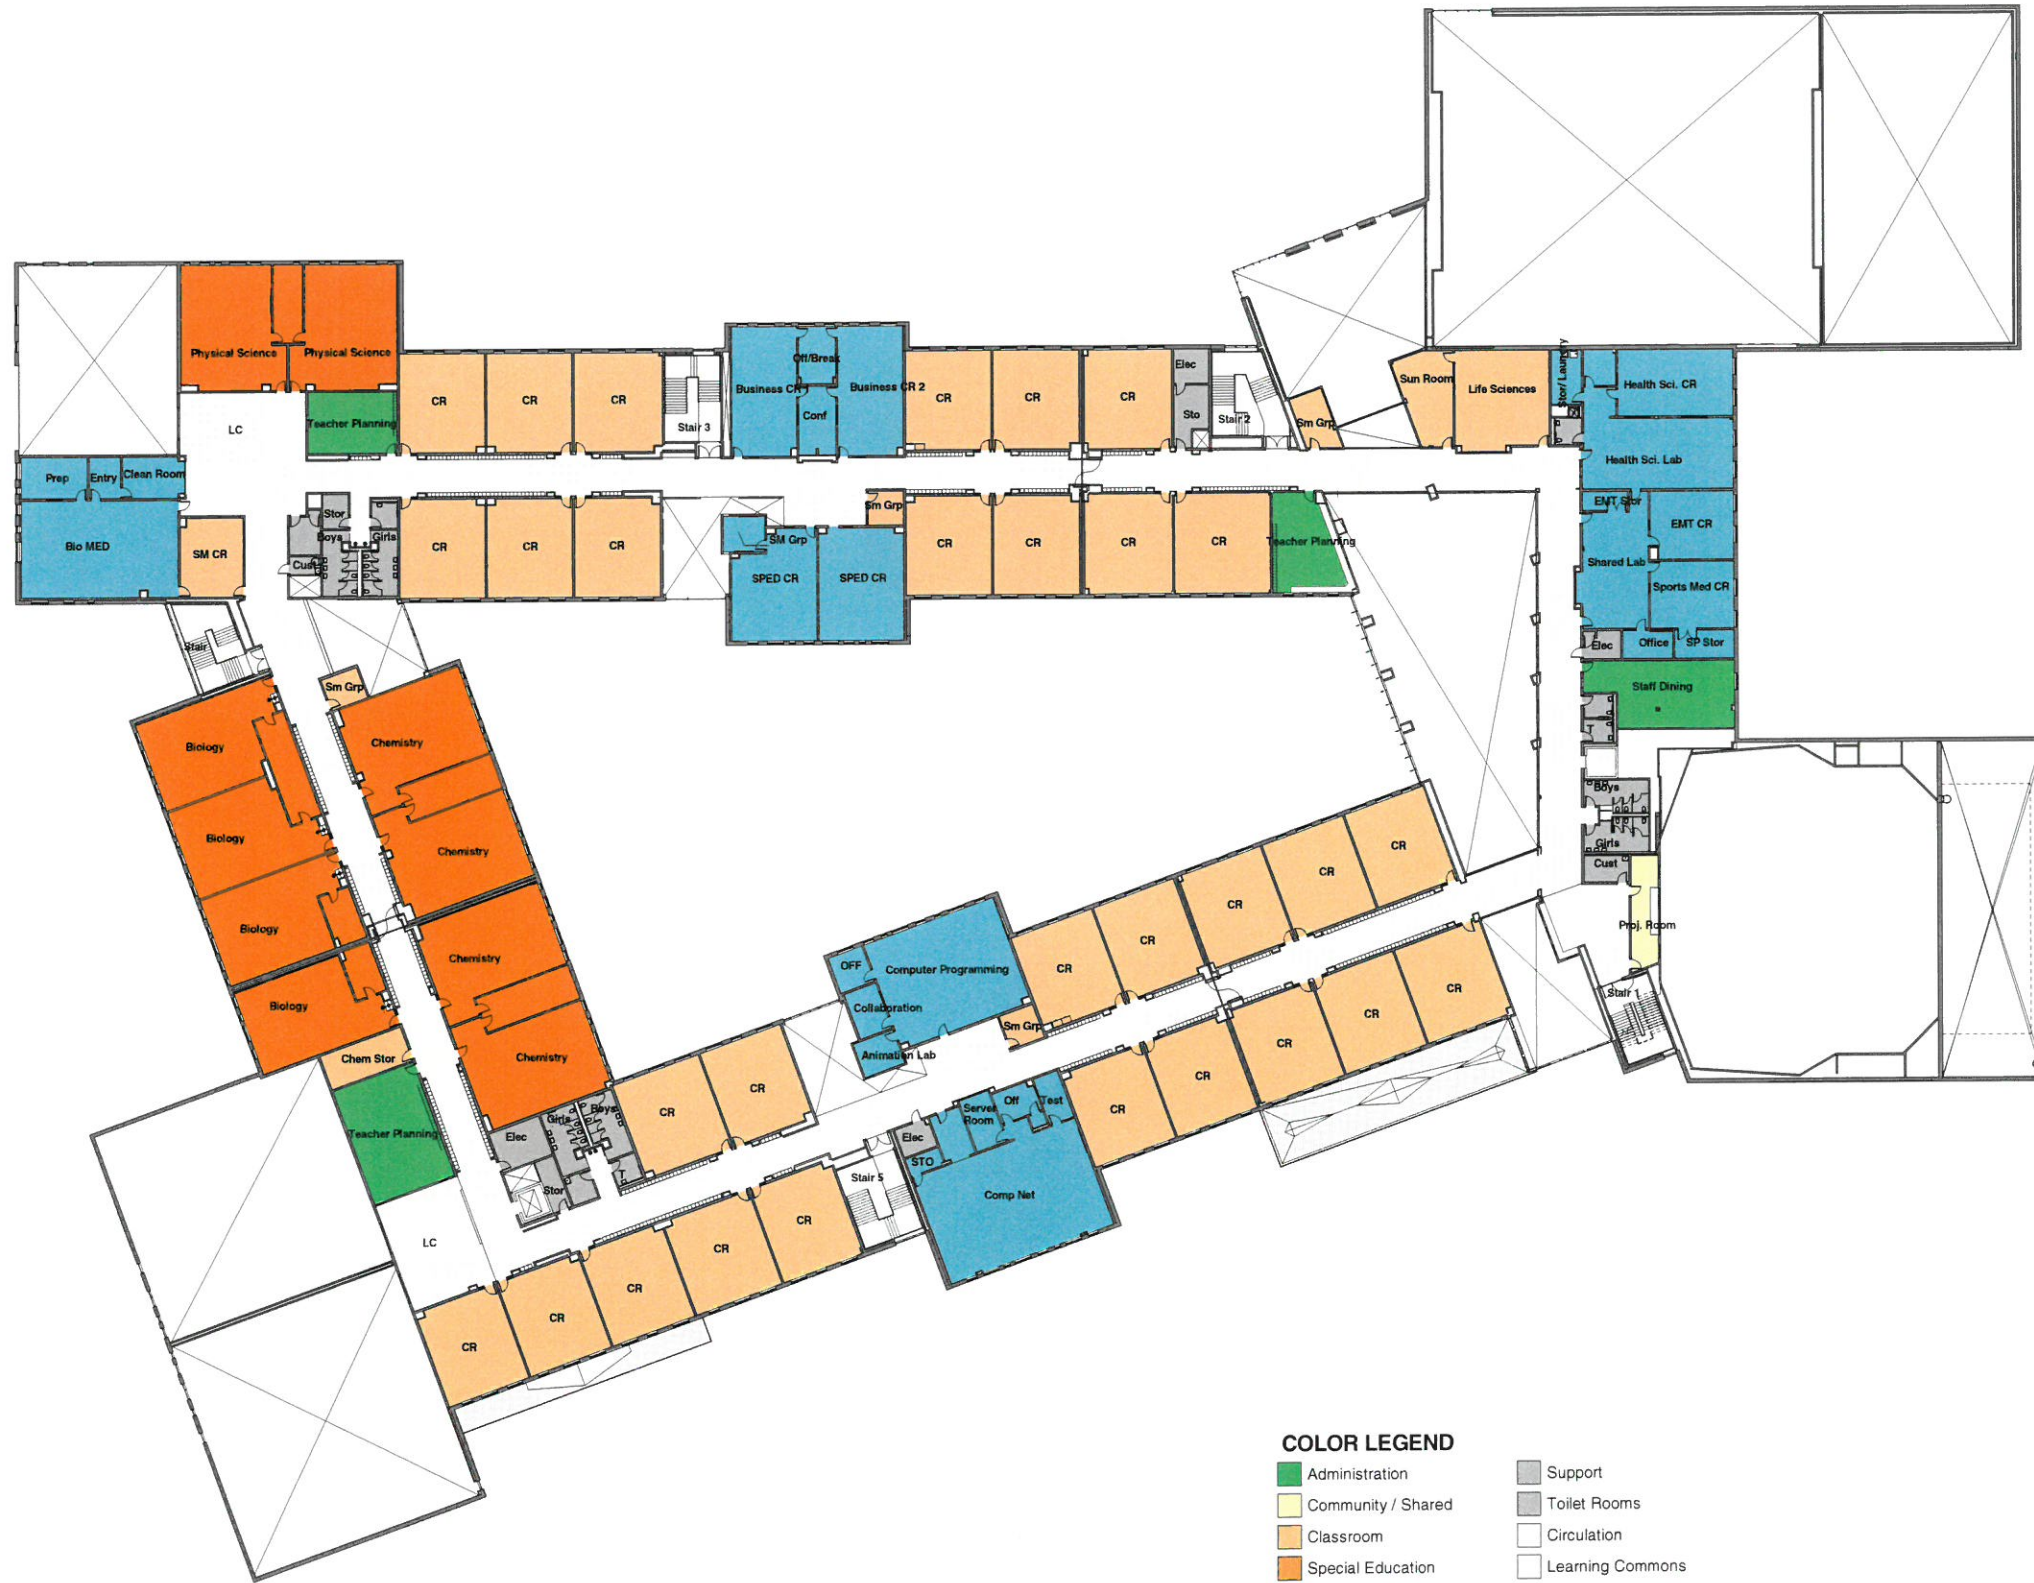 Physical Science
Physical Science
LC
Teacher Planning
CR
CR
CR
Stair 3
Business CR 1
Off/Break
Conf
Business CR 2
CR
CR
CR
Elec
Sto
Stair 2
Sm Grp
Sun Room
Life Sciences
Stor/ Laundry
Health Sci. CR
Health Sci. Lab
Prep
Entry
Clean Room
Bio MED
SM CR
Stor
Boys
Girls
Cust
CR
CR
CR
SM Grp
SPED CR
SPED CR
Sm Grp
CR
CR
CR
CR
Teacher Planning
EMT Stor
EMT CR
Shared Lab
Sports Med CR
Elec
Office
SP Stor
Staff Dining
T
Boys
Girls
Cust
Proj. Room
Stair 1
Stair
Sm Grp
Biology
Chemistry
Biology
Chemistry
Biology
Chemistry
Biology
Chemistry
Chem Stor
Teacher Planning
Elec
Girls
Boys
Stor
T
LC
CR
CR
OFF
Collaboration
Computer Programming
Animation Lab
Sm Grp
CR
CR
CR
CR
CR
CR
CR
CR
CR
CR
Elec
STO
Server
Room
Off
Test
Comp Net
Stair 5
CR
CR
CR
CR
CR
COLOR LEGEND
Administration
Community / Shared
Classroom
Special Education
Support
Toilet Rooms
Circulation
Learning Commons